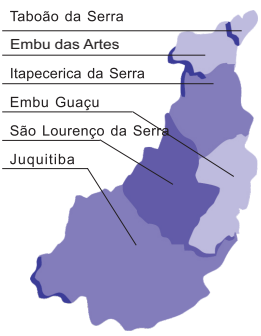 Taboão da Serra
Embu das Artes
Itapecerica da Serra
Embu Guaçu
São Lourenço da Serra
Juquitiba